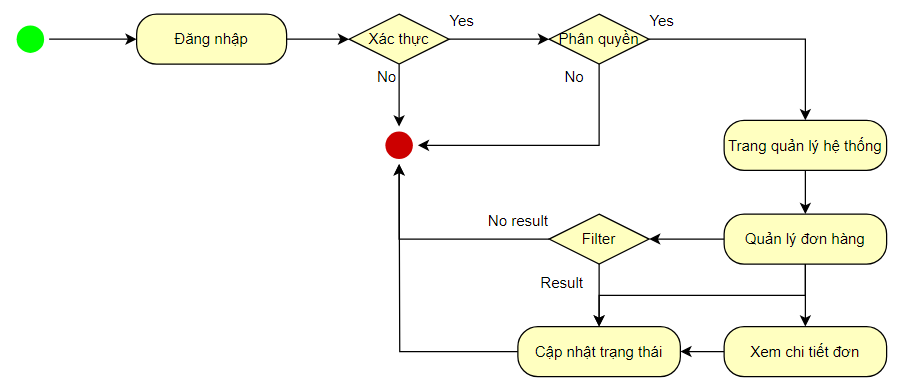 Yes
Yes
Đăng nhập
Xác thực
Phân quyền
No
No
Trang quản lý hệ thống
No result
Filter
Quản lý đơn hàng
Result
Cập nhật trạng thái
Xem chi tiết đơn